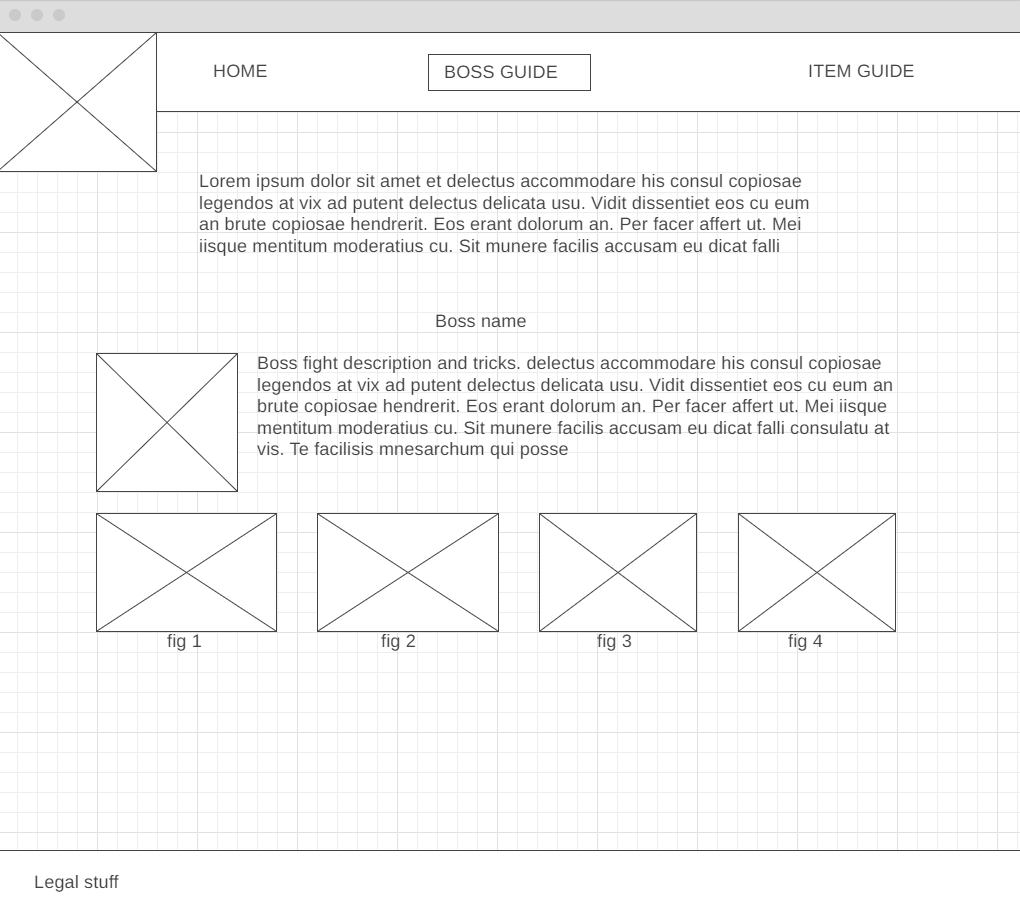 HOME
BOSS GUIDE
ITEM GUIDE
Lorem ipsum dolor sit amet et delectus accommodare his consul copiosae
legendos at vix ad putent delectus delicata usu. Vidit dissentiet eos cu eum
an brute copiosae hendrerit. Eos erant dolorum an. Per facer affert ut. Mei
iisque mentitum moderatius cu. Sit munere facilis accusam eu dicat falli
Boss name
Boss fight description and tricks. delectus accommodare his consul copiosae
legendos at vix ad putent delectus delicata usu. Vidit dissentiet eos cu eum an
brute copiosae hendrerit. Eos erant dolorum an. Per facer affert ut. Mei iisque
mentitum moderatius cu. Sit munere facilis accusam eu dicat falli consulatu at
vis. Te facilisis mnesarchum qui posse
fig 1
fig 2
fig 3
fig 4
Legal stuff